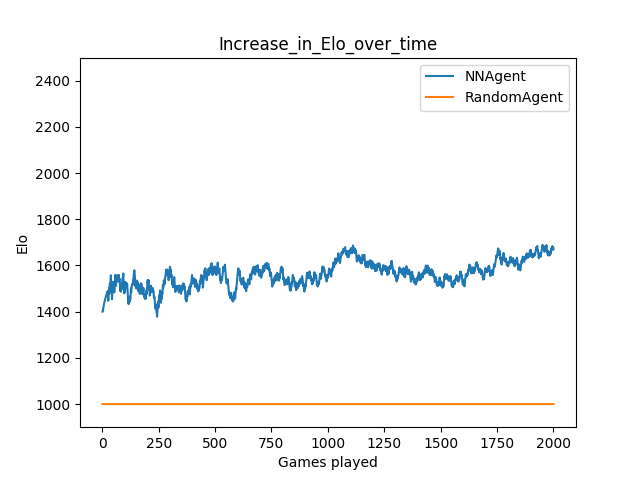 Increase_in_Elo_over_time
NNAgent
RandomAgent
2400
2200
2000
1800
1600
1400
1200
1000
Elo
0 250 500 750 1000 1250 1500 1750 2000
Games played